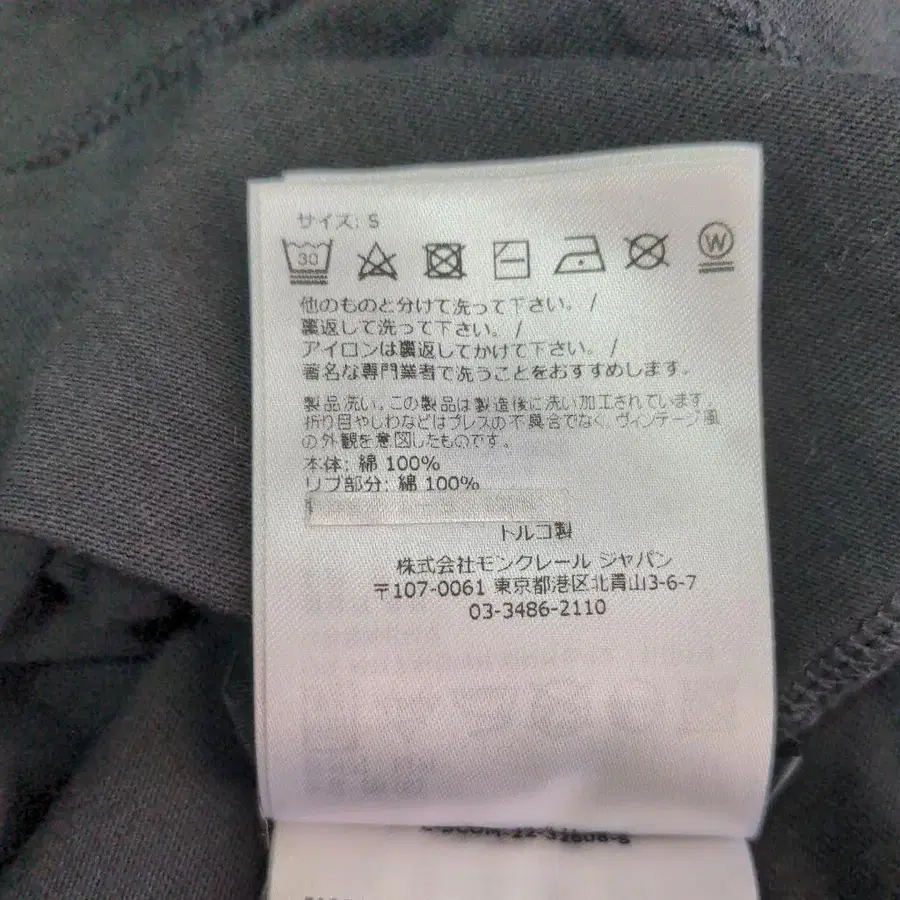 サイズ: S
30
W
他のものと分けて洗って下さい。/
裏返して洗って下さい。/
アイロンは裏返してかけて下さい。/
著名な専門業者で洗うことをおすすめします。
製品洗い。この製品は製造後に洗い加工されています。
折り目やしわなどはプレスの不具合でなく、ヴィンテージ風
の外観を意図したものです。
本体: 綿 100%
リブ部分: 綿 100%
トルコ製
株式会社モンクレール ジャパン
〒107-0061 東京都港区北青山3-6-7
03-3486-2110